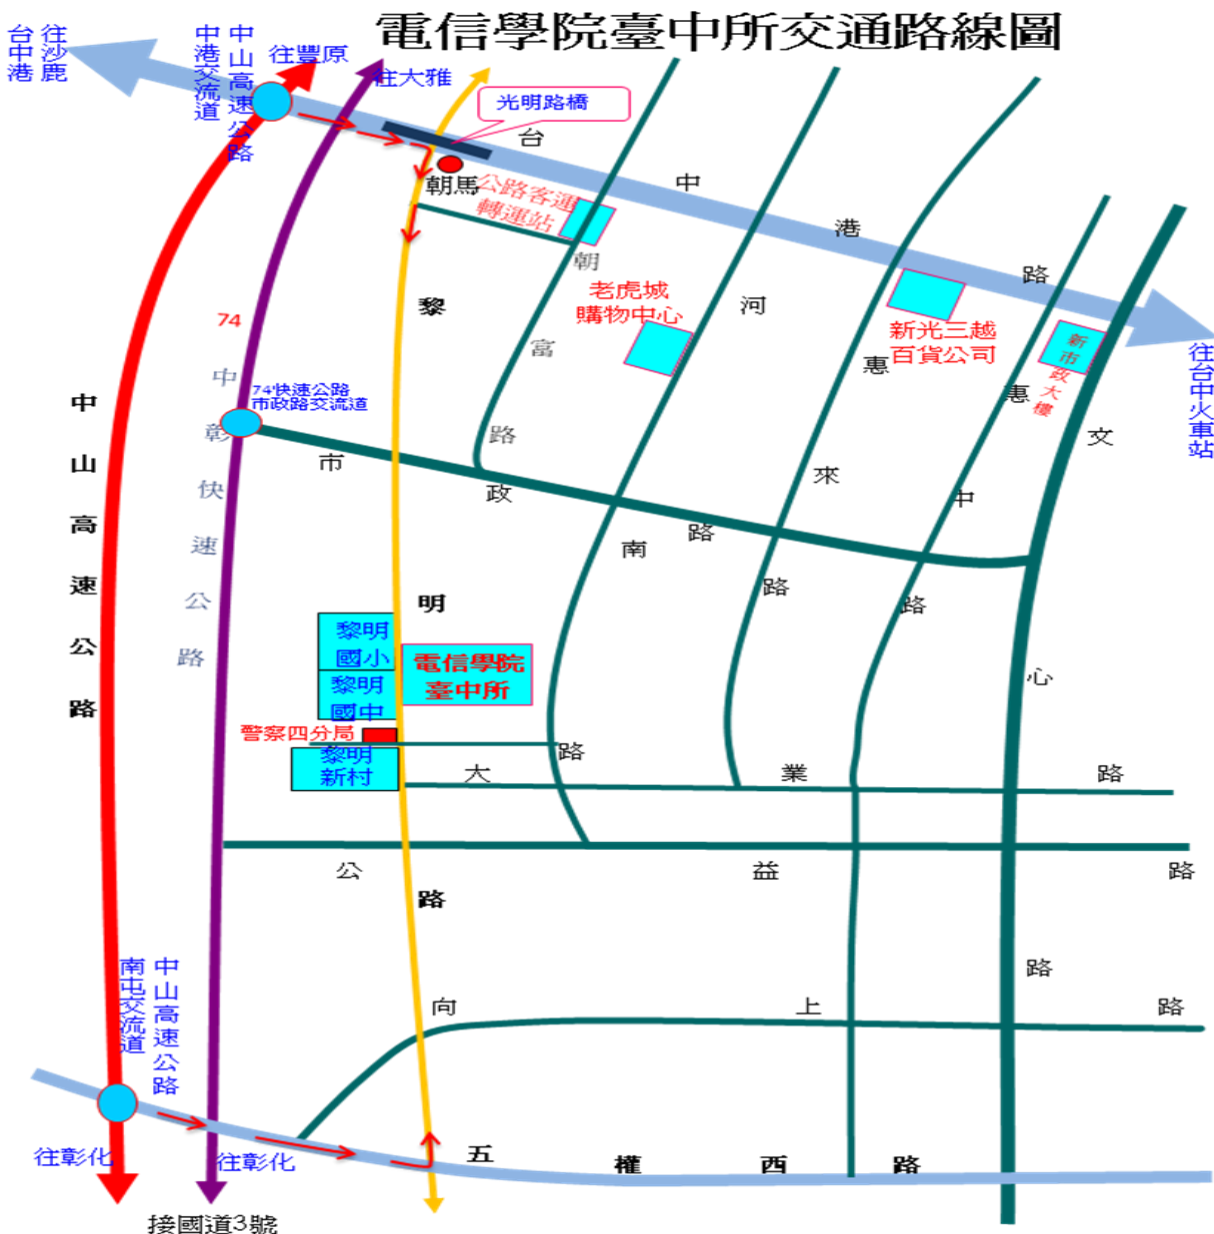 電信學院臺中所交通路線圖
往沙鹿
台中港
中山高速公路
中港交流道
往豐原
往大雅
光明路橋
台中港路
朝馬
公路客運
轉運站
朝富路
老虎城
購物中心
河南路
新光三越
百貨公司
惠來路
惠中路
新市政大樓
文心路
往台中火車站
74
中彰快速公路
74快速公路
市政路交流道
市政路
中山高速公路
黎明路
黎明
國小
電信學院
臺中所
黎明
國中
警察四分局
黎明
新村
大業路
路
公益路
向上路
中山高速公路
南屯交流道
五權西路
往彰化
往彰化
接國道3號